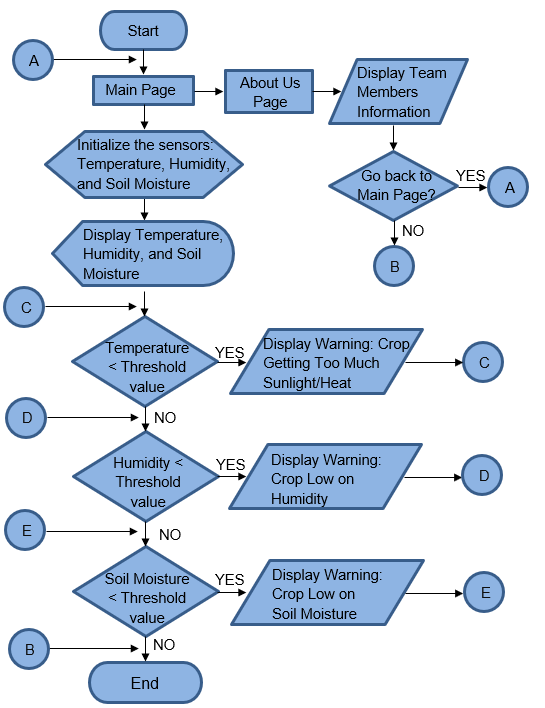 Start
A
Main Page
About Us
Page
Display Team
Members
Information
Initialize the sensors:
Temperature, Humidity,
and Soil Moisture
Go back to
Main Page?
YES
A
NO
B
Display Temperature,
Humidity, and Soil
Moisture
C
Temperature
< Threshold
value
YES
Display Warning: Crop
Getting Too Much
Sunlight/Heat
C
D
NO
Humidity <
Threshold
value
YES
Display Warning:
Crop Low on
Humidity
D
E
NO
Soil Moisture
< Threshold
value
YES
Display Warning:
Crop Low on
Soil Moisture
E
B
NO
End